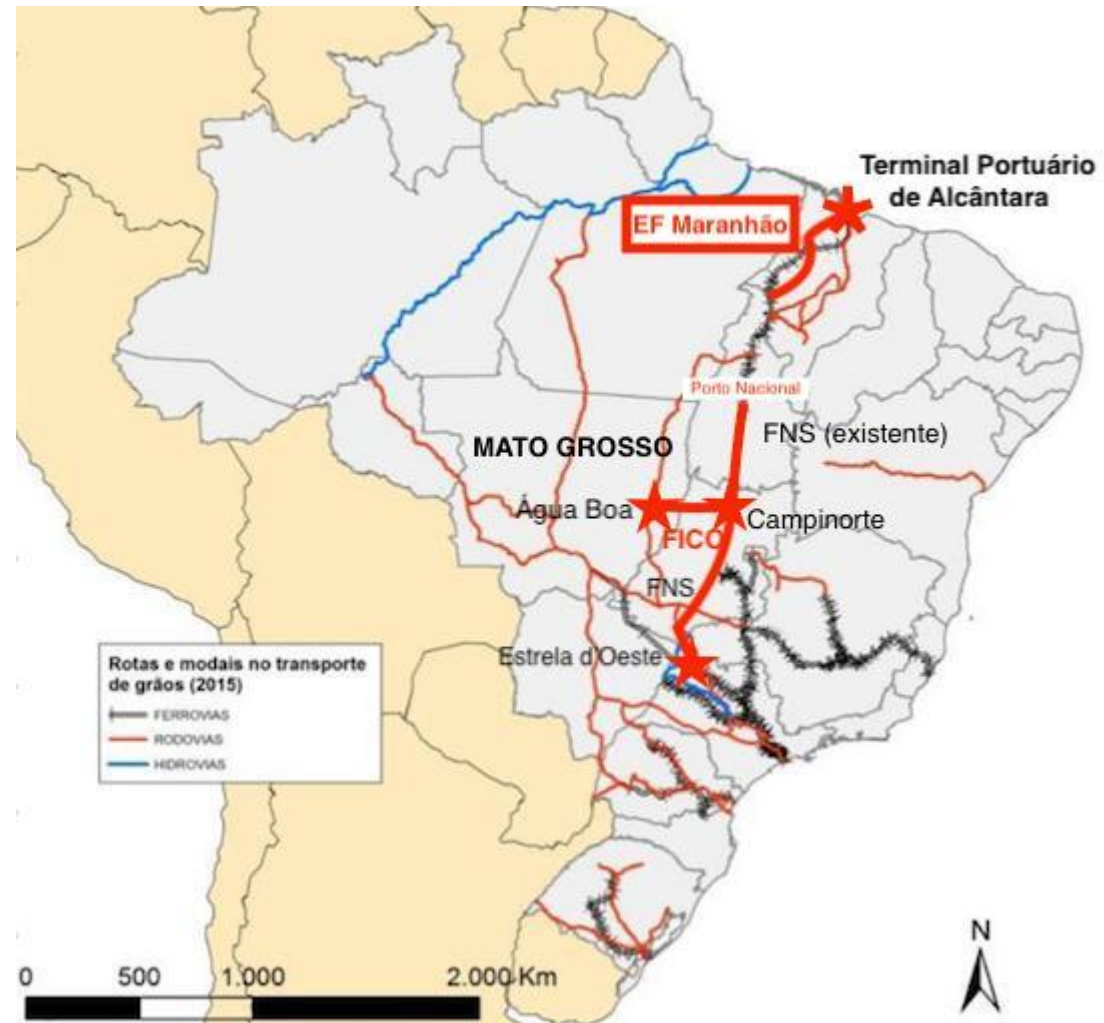 Terminal Portuário
de Alcântara
EF Maranhão
Porto Nacional
FNS (existente)
MATO GROSSO
Água Boa
Campinorte
FICO
FNS
Estrela d'Oeste
Rotas e modais no transporte
de grãos (2015)
FERROVIAS
RODOVIAS
HIDROVIAS
N
0 500 1.000 2.000 Km